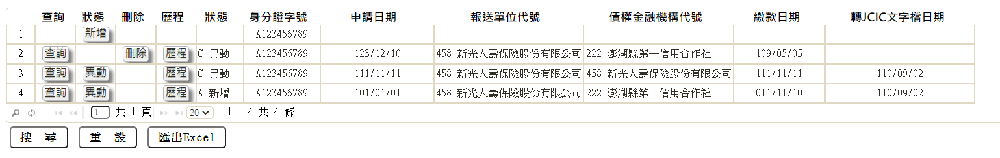 查詢 狀態 刪除 歷程 狀態 身分證字號 申請日期 報送單位代號 債權金融機構代號 繳款日期 轉JCIC文字檔日期
1 新增 A123456789
2 查詢 刪除 歷程 C 異動 A123456789 123/12/10 458 新光人壽保險股份有限公司 222 澎湖縣第一信用合作社 109/05/05
3 查詢 異動 歷程 C 異動 A123456789 111/11/11 458 新光人壽保險股份有限公司 458 新光人壽保險股份有限公司 111/11/11 110/09/02
4 查詢 異動 歷程 A 新增 A123456789 101/01/01 458 新光人壽保險股份有限公司 222 澎湖縣第一信用合作社 011/11/10 110/09/02
1 共 1 頁 20 1 - 4 共 4 條
搜 尋 重 設 匯出Excel